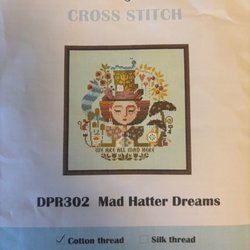 CROSS STITCH
WE ARE ALL MAD HERE
DPR302 Mad Hatter Dreams
Cotton thread Silk thread